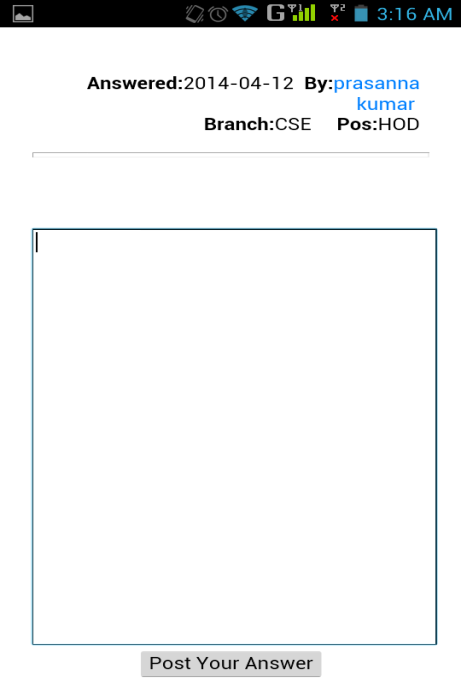 G 3:16 AM
Answered:2014-04-12 By:prasanna
kumar
Branch:CSE Pos:HOD
Post Your Answer